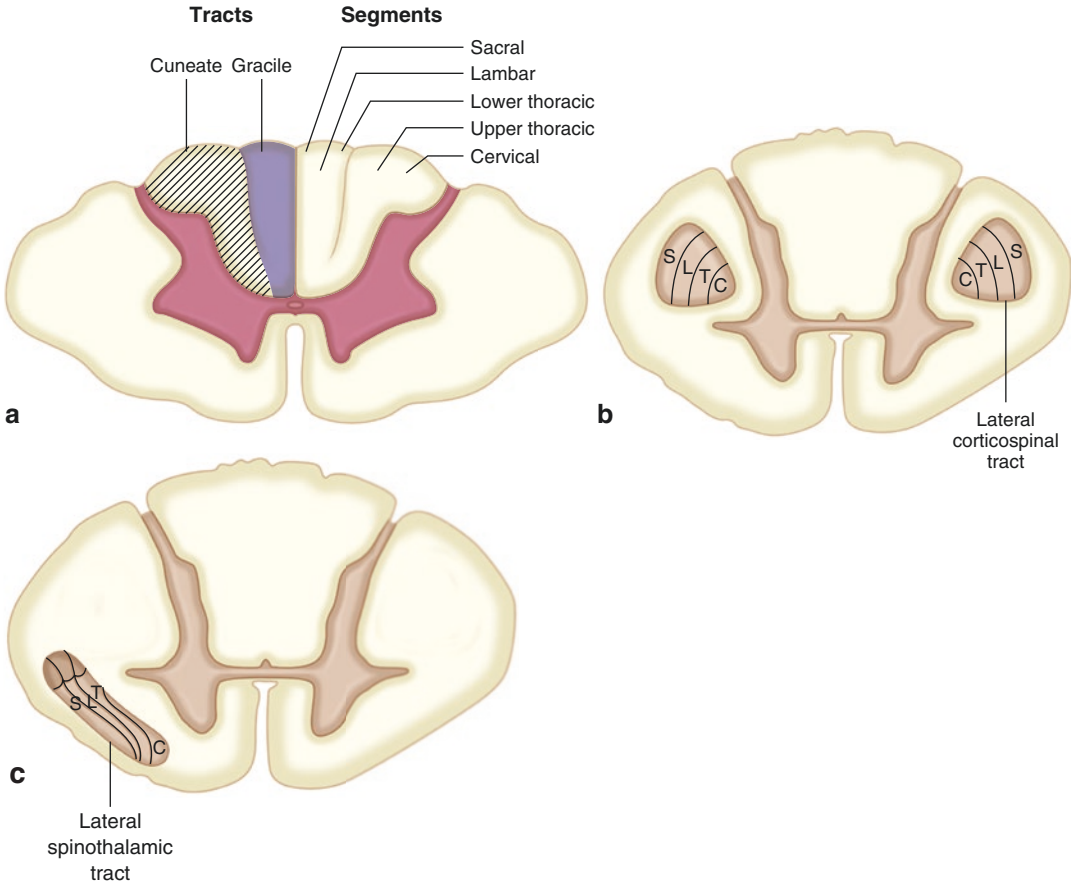 Tracts
Segments
Cuneate Gracile
Sacral
Lambar
Lower thoracic
Upper thoracic
Cervical
a
S
L
T
C
C
T
L
S
Lateral
corticospinal
tract
b
S
L
T
C
Lateral
spinothalamic
tract
c